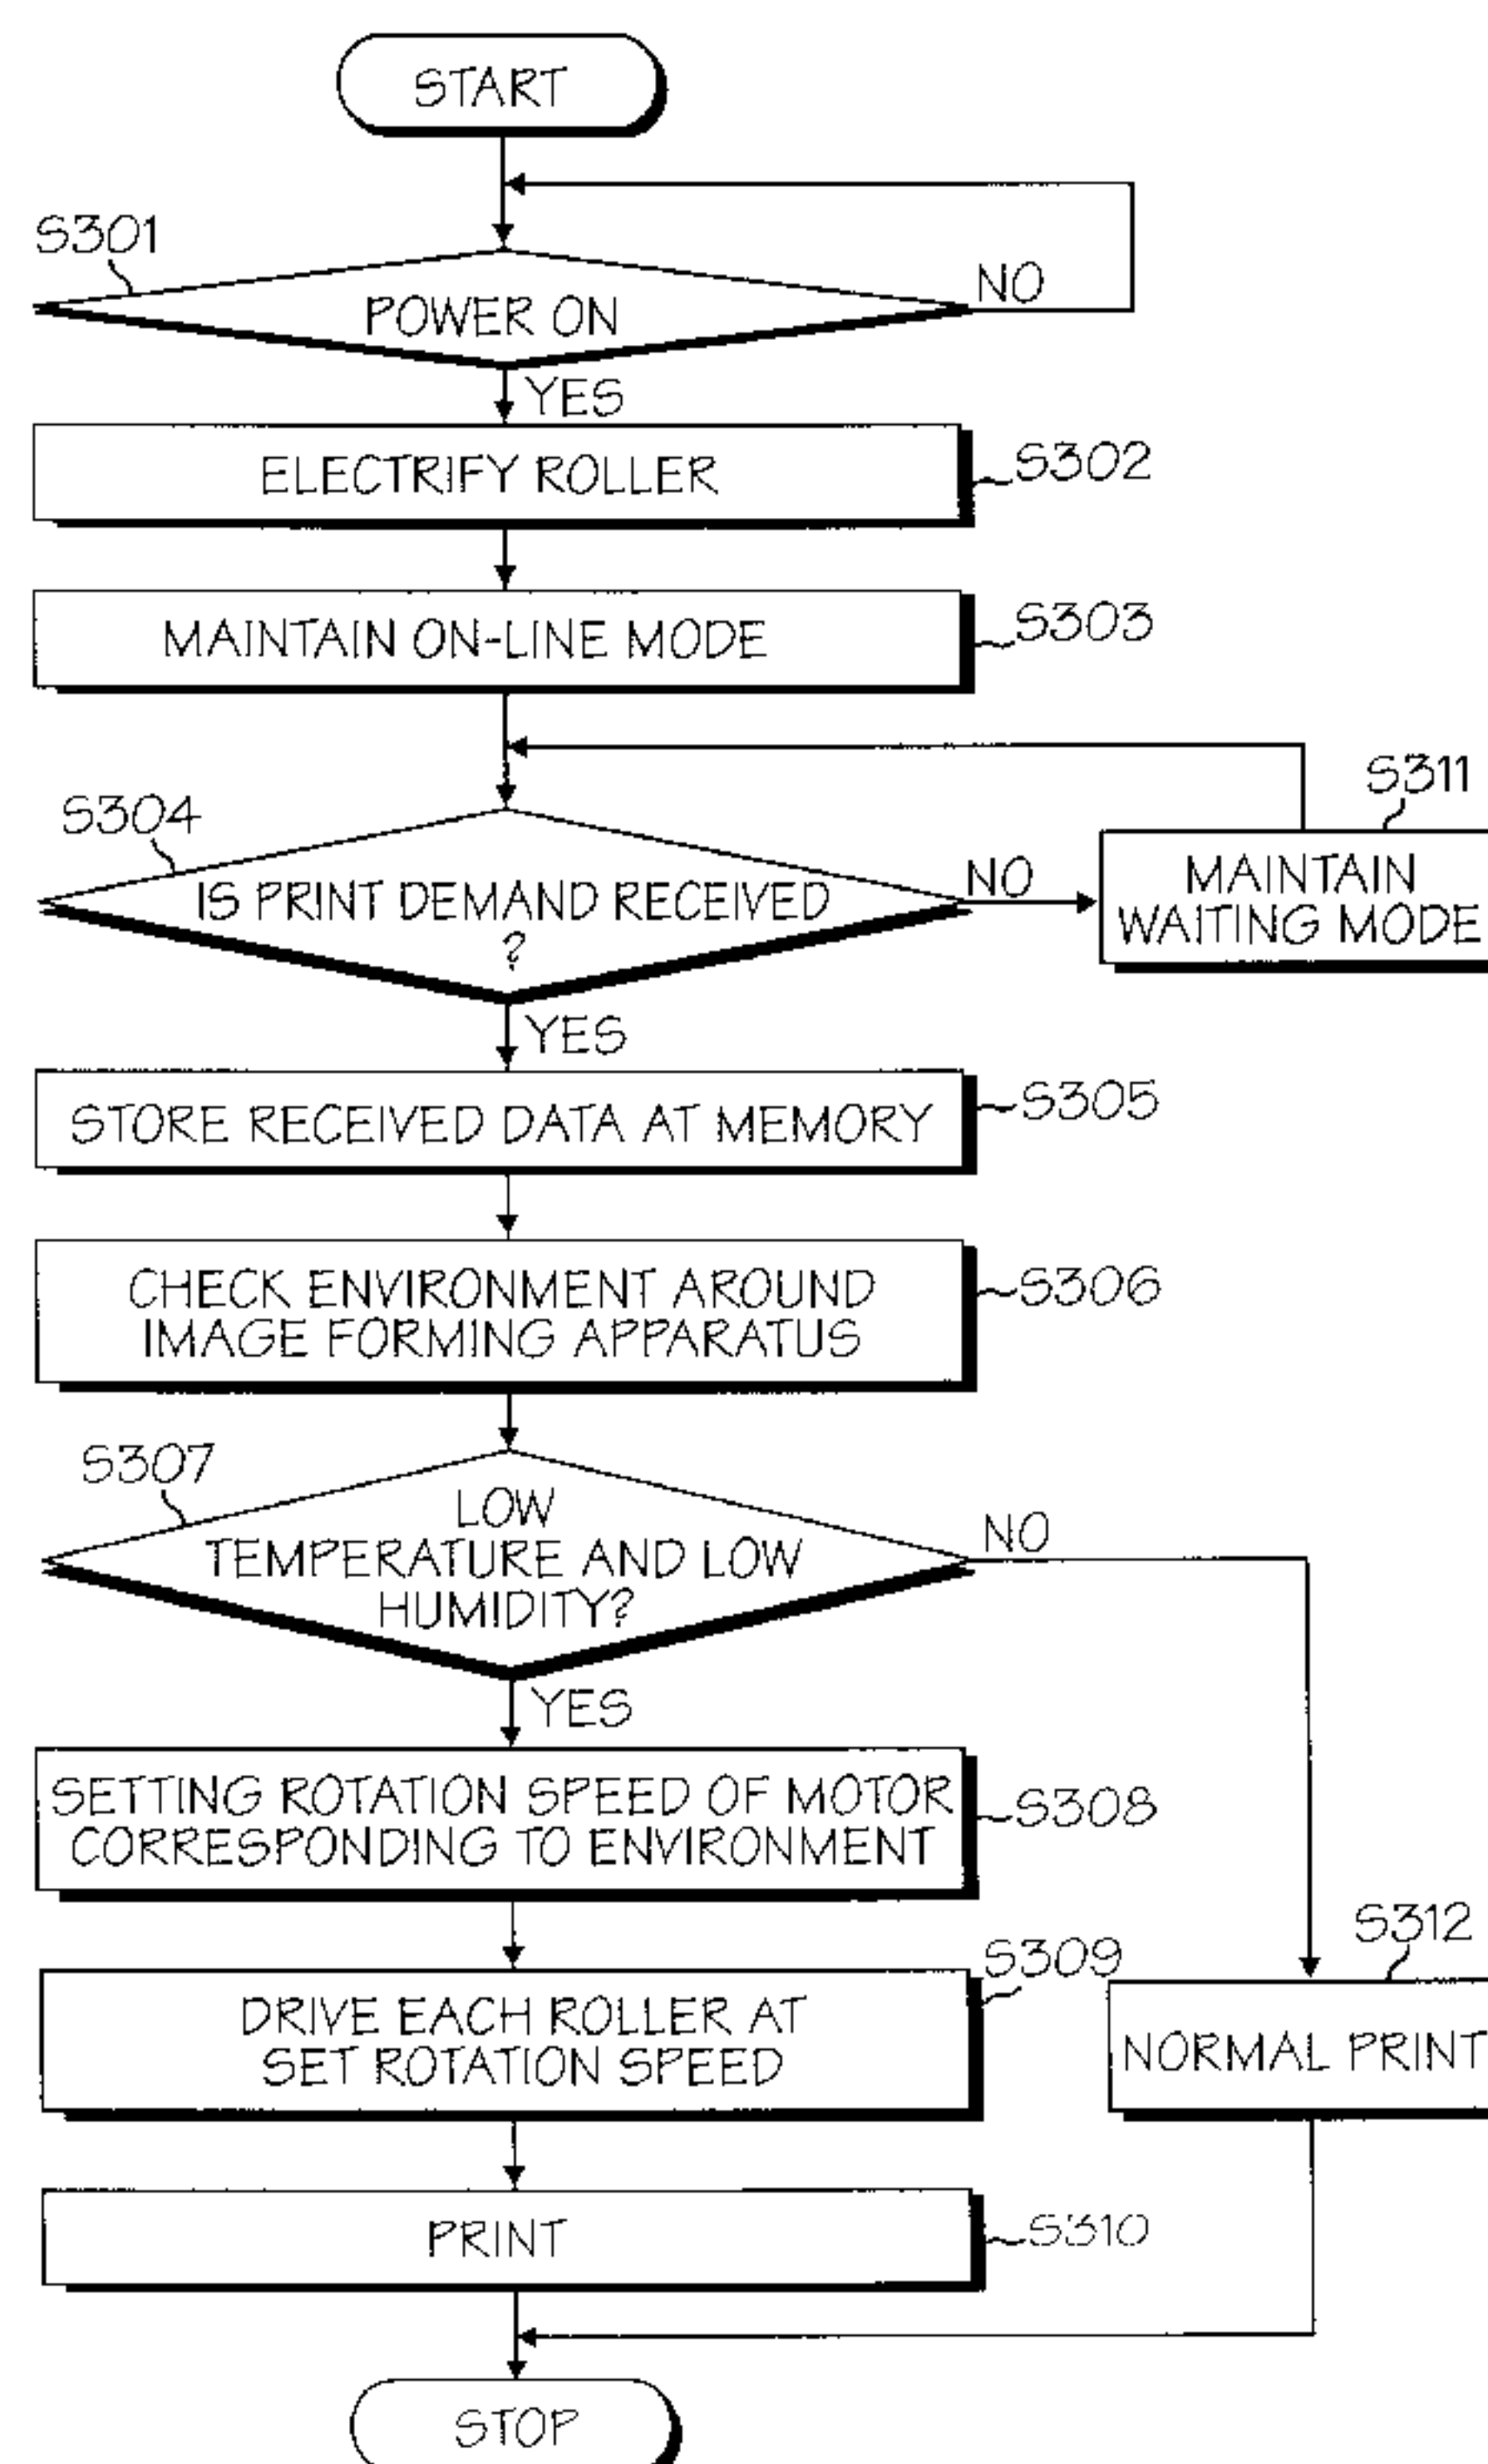 START
S301
NO
POWER ON
YES
ELECTRIFY ROLLER
S302
MAINTAIN ON-LINE MODE
S303
S304
S311
IS PRINT DEMAND RECEIVED
?
NO
MAINTAIN
WAITING MODE
YES
STORE RECEIVED DATA AT MEMORY
S305
CHECK ENVIRONMENT AROUND
IMAGE FORMING APPARATUS
S306
S307
LOW
TEMPERATURE AND LOW
HUMIDITY?
NO
YES
SETTING ROTATION SPEED OF MOTOR
CORRESPONDING TO ENVIRONMENT
S308
S309
S312
DRIVE EACH ROLLER AT
SET ROTATION SPEED
NORMAL PRINT
PRINT
S310
STOP